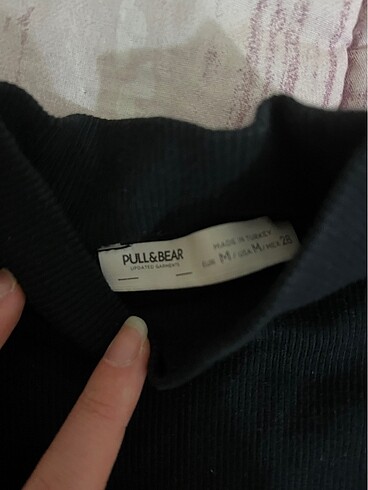 PULL&BEAR
UPDATED GARMENTS
MADE IN TURKEY
EUR M / USA M / MEX 28